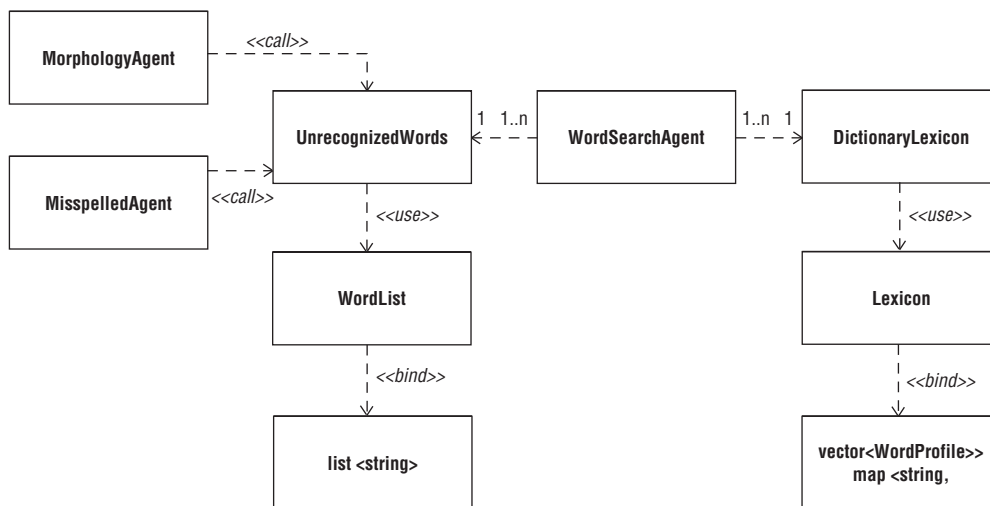 MorphologyAgent
<<call>>
UnrecognizedWords
1 1..n
WordSearchAgent
1..n 1
DictionaryLexicon
MisspelledAgent
<<call>>
<<use>>
<<use>>
WordList
Lexicon
<<bind>>
<<bind>>
list <string>
vector<WordProfile>>
map <string,